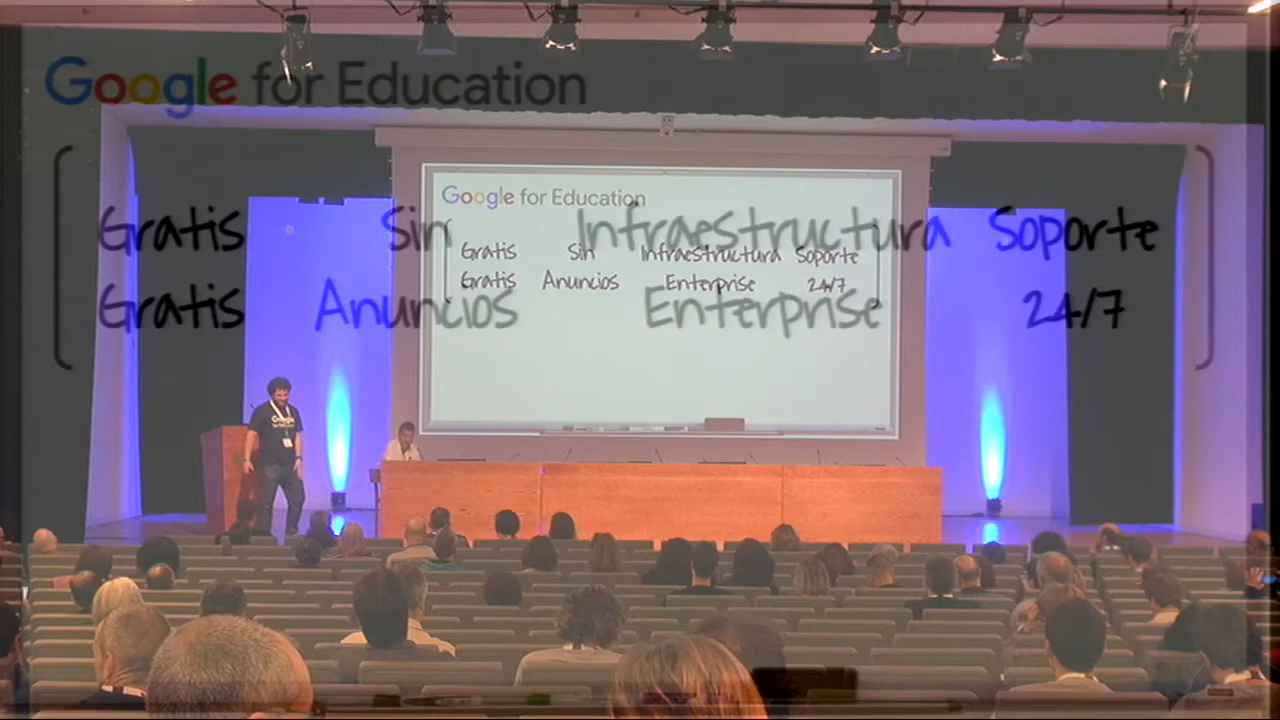 Google for Education
Gratis Sin Infraestructura Soporte
Gratis Anuncios Enterprise 24/7
Google for Education
Gratis Sin Infraestructura Soporte
Gratis Anuncios Enterprise 24/7
Google